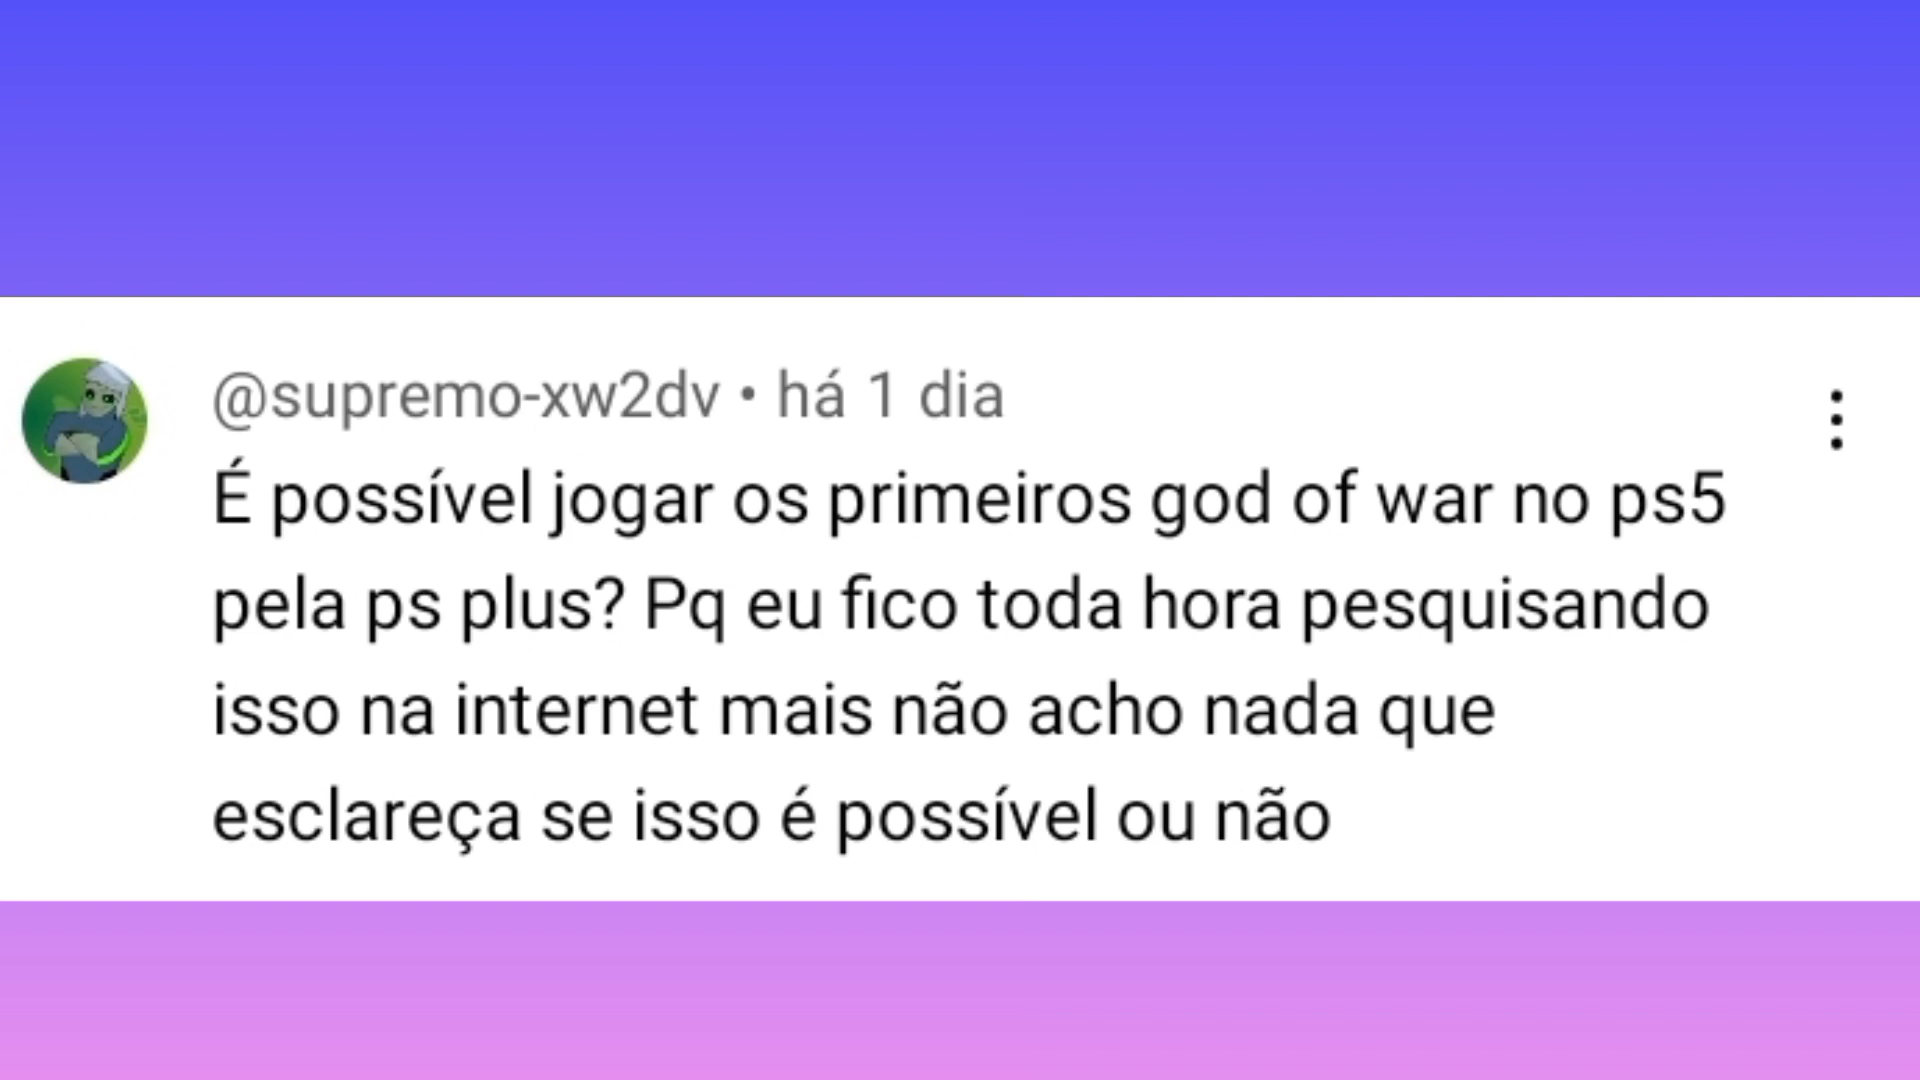 @supremo-xw2dv • há 1 dia
É possível jogar os primeiros god of war no ps5
pela ps plus? Pq eu fico toda hora pesquisando
isso na internet mais não acho nada que
esclareça se isso é possível ou não